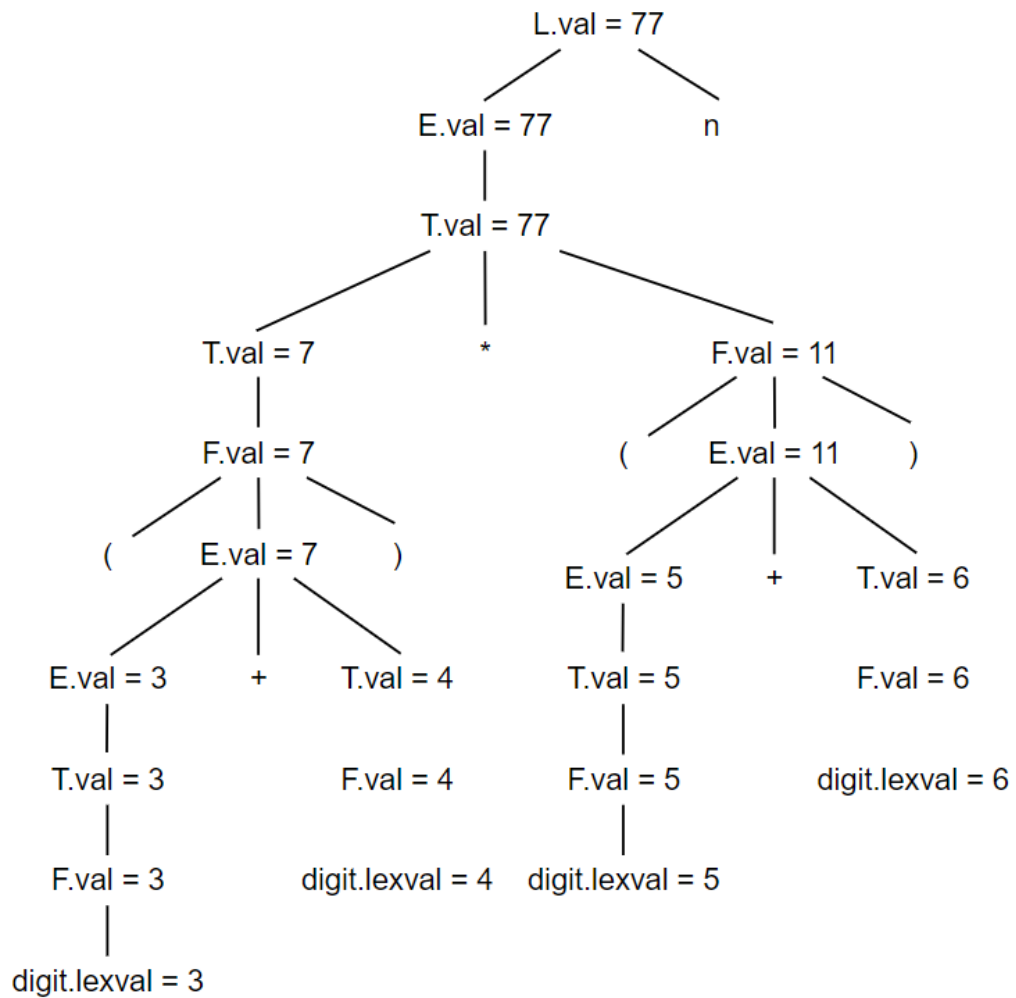 L.val = 77
E.val = 77 n
T.val = 77
T.val = 7 * F.val = 11
F.val = 7 ( E.val = 11 )
( E.val = 7 ) E.val = 5 + T.val = 6
E.val = 3 + T.val = 4 T.val = 5 F.val = 6
T.val = 3 F.val = 4 F.val = 5 digit.lexval = 6
F.val = 3 digit.lexval = 4 digit.lexval = 5
digit.lexval = 3